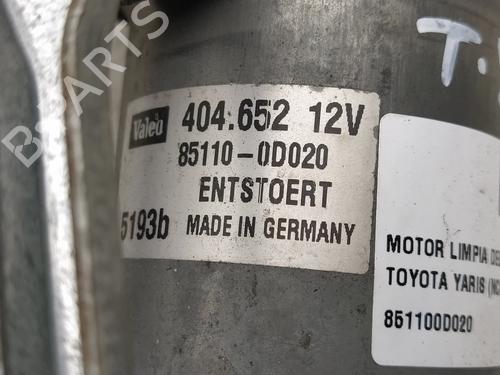 B PARTS
T.
Valeo 404.652 12V
85110-0D020
ENTSTOERT
5193b MADE IN GERMANY
MOTOR LIMPIA
TOYOTA YARIS
851100D020